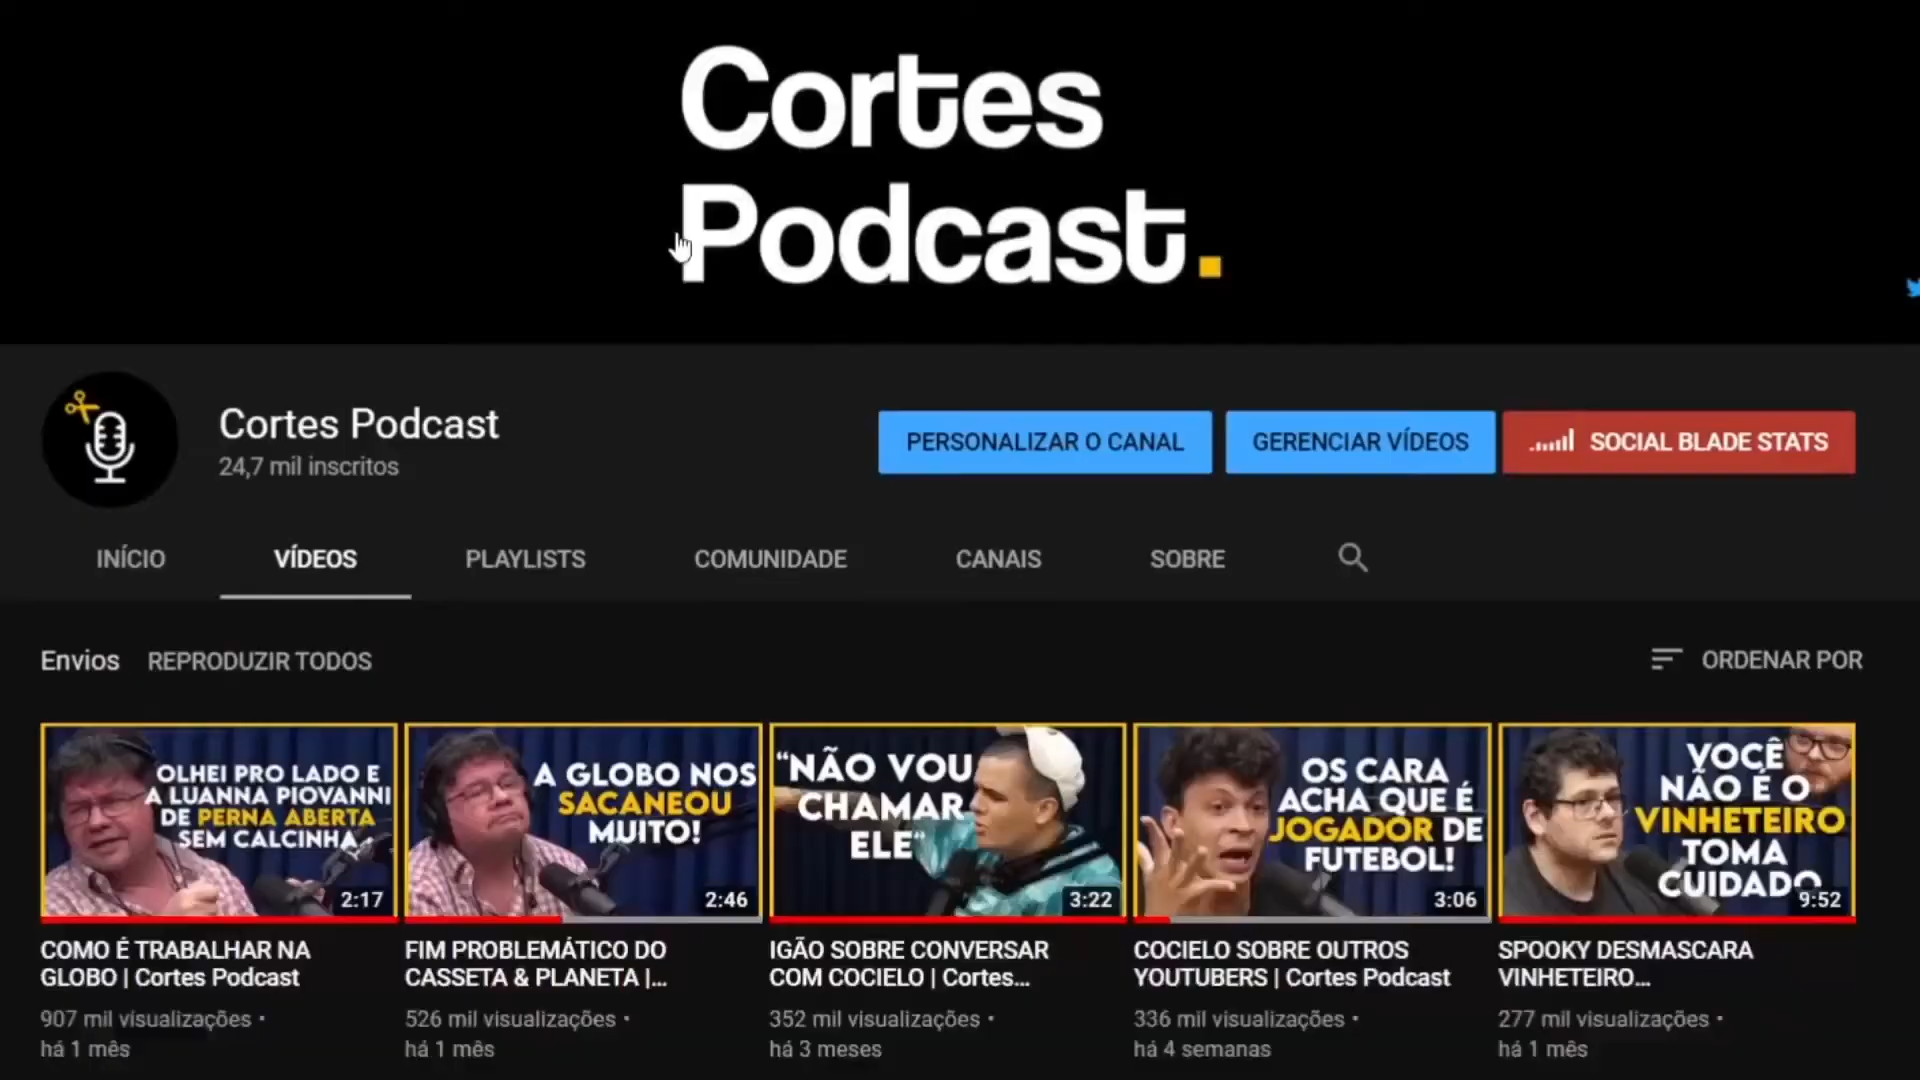 Cortes
Podcast.
Cortes Podcast
24,7 mil inscritos
PERSONALIZAR O CANAL
GERENCIAR VÍDEOS
SOCIAL BLADE STATS
INÍCIO
VÍDEOS
PLAYLISTS
COMUNIDADE
CANAIS
SOBRE
Envios
REPRODUZIR TODOS
ORDENAR POR
OLHEI PRO LADO E
A LUANNA PIOVANNI
DE PERNA ABERTA
SEM CALCINHA
2:17
A GLOBO NOS
SACANEOU
MUITO!
2:46
“NÃO VOU
CHAMAR
ELE“
3:22
OS CARA
ACHA QUE É
JOGADOR DE
FUTEBOL!
3:06
VOCÊ
NÃO É O
VINHETEIRO
TOMA
CUIDADO
9:52
COMO É TRABALHAR NA
GLOBO | Cortes Podcast
907 mil visualizações •
há 1 mês
FIM PROBLEMÁTICO DO
CASSETA & PLANETA |...
526 mil visualizações •
há 1 mês
IGÃO SOBRE CONVERSAR
COM COCIELO | Cortes...
352 mil visualizações •
há 3 meses
COCIELO SOBRE OUTROS
YOUTUBERS | Cortes Podcast
336 mil visualizações •
há 4 semanas
SPOOKY DESMASCARA
VINHETEIRO...
277 mil visualizações •
há 1 mês